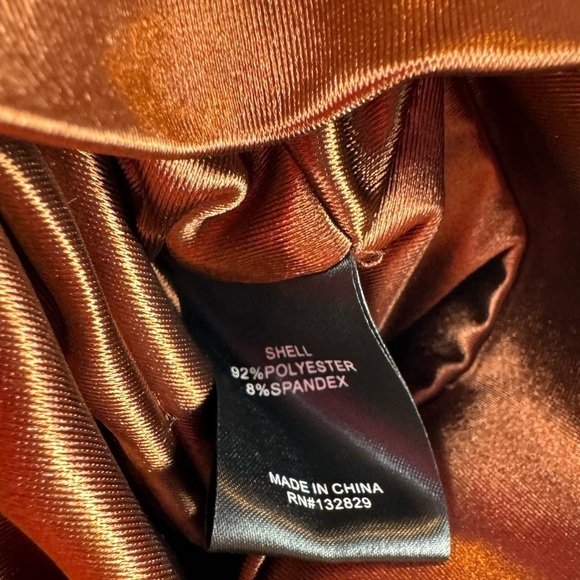 SHELL
92%POLYESTER
8%SPANDEX
MADE IN CHINA
RN#132829